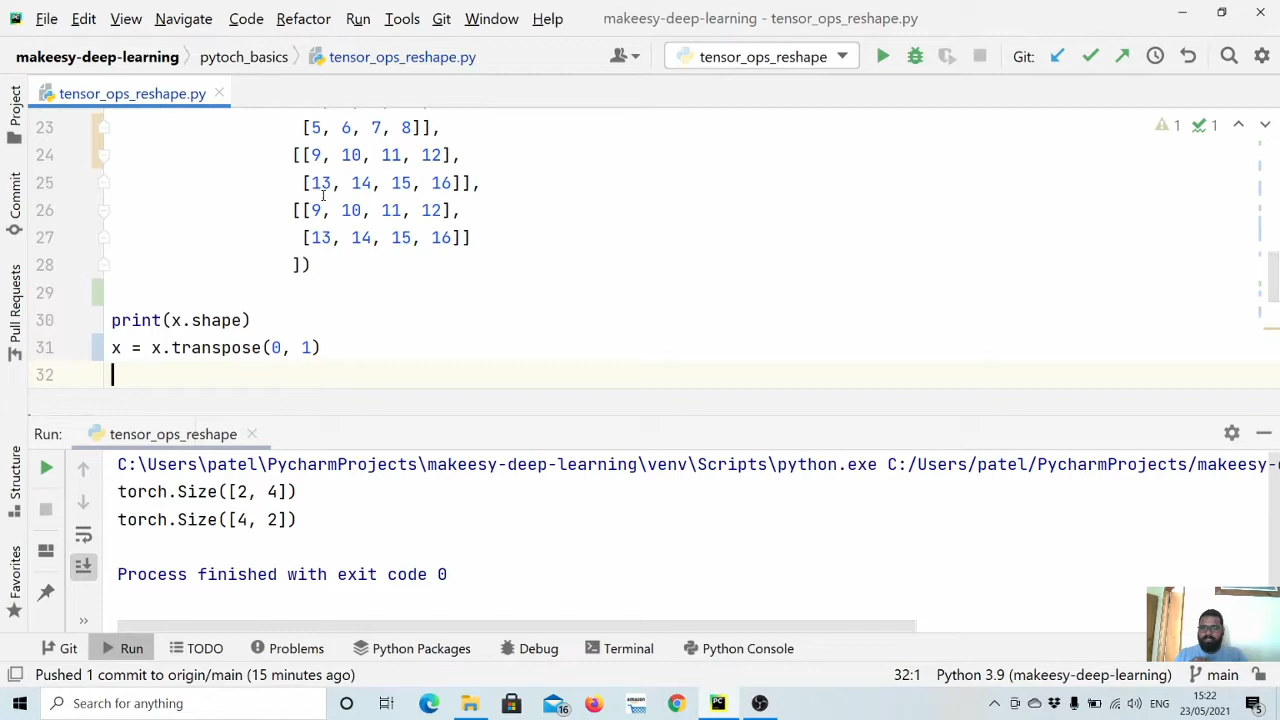 File Edit View Navigate Code Refactor Run Tools Git Window Help makeesy-deep-learning - tensor_ops_reshape.py
makeesy-deep-learning pytoch_basics tensor_ops_reshape.py tensor_ops_reshape Git:
tensor_ops_reshape.py
Project
Commit
Pull Requests
Structure
Favorites
23 [5, 6, 7, 8]],
24 [[9, 10, 11, 12],
25 [13, 14, 15, 16]],
26 [[9, 10, 11, 12],
27 [13, 14, 15, 16]]
28 ])
29
30 print(x.shape)
31 x = x.transpose(0, 1)
32
1 1
Run: tensor_ops_reshape
C:\Users\patel\PycharmProjects\makeesy-deep-learning\venv\Scripts\python.exe C:/Users/patel/PycharmProjects/makeesy-
torch.Size([2, 4])
torch.Size([4, 2])
Process finished with exit code 0
Git Run TODO Problems Python Packages Debug Terminal Python Console
Pushed 1 commit to origin/main (15 minutes ago) 32:1 Python 3.9 (makeesy-deep-learning) main
Search for anything 16 amazon PC 15:22
23/05/2021 5